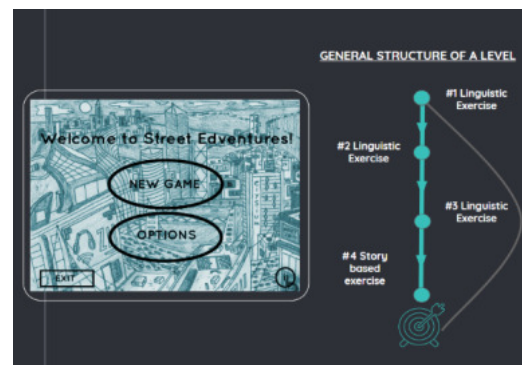 GENERAL STRUCTURE OF A LEVEL
Welcome to Street Edventures!
NEW GAME
OPTIONS
EXIT
#1 Linguistic
Exercise
#2 Linguistic
Exercise
#3 Linguistic
Exercise
#4 Story
based
exercise